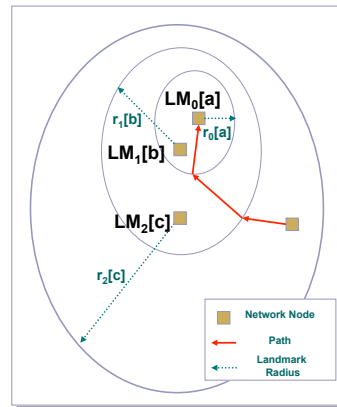 LM₀[a]
r₁[b]
r₀[a]
LM₁[b]
LM₂[c]
r₂[c]
Network Node
Path
Landmark
Radius